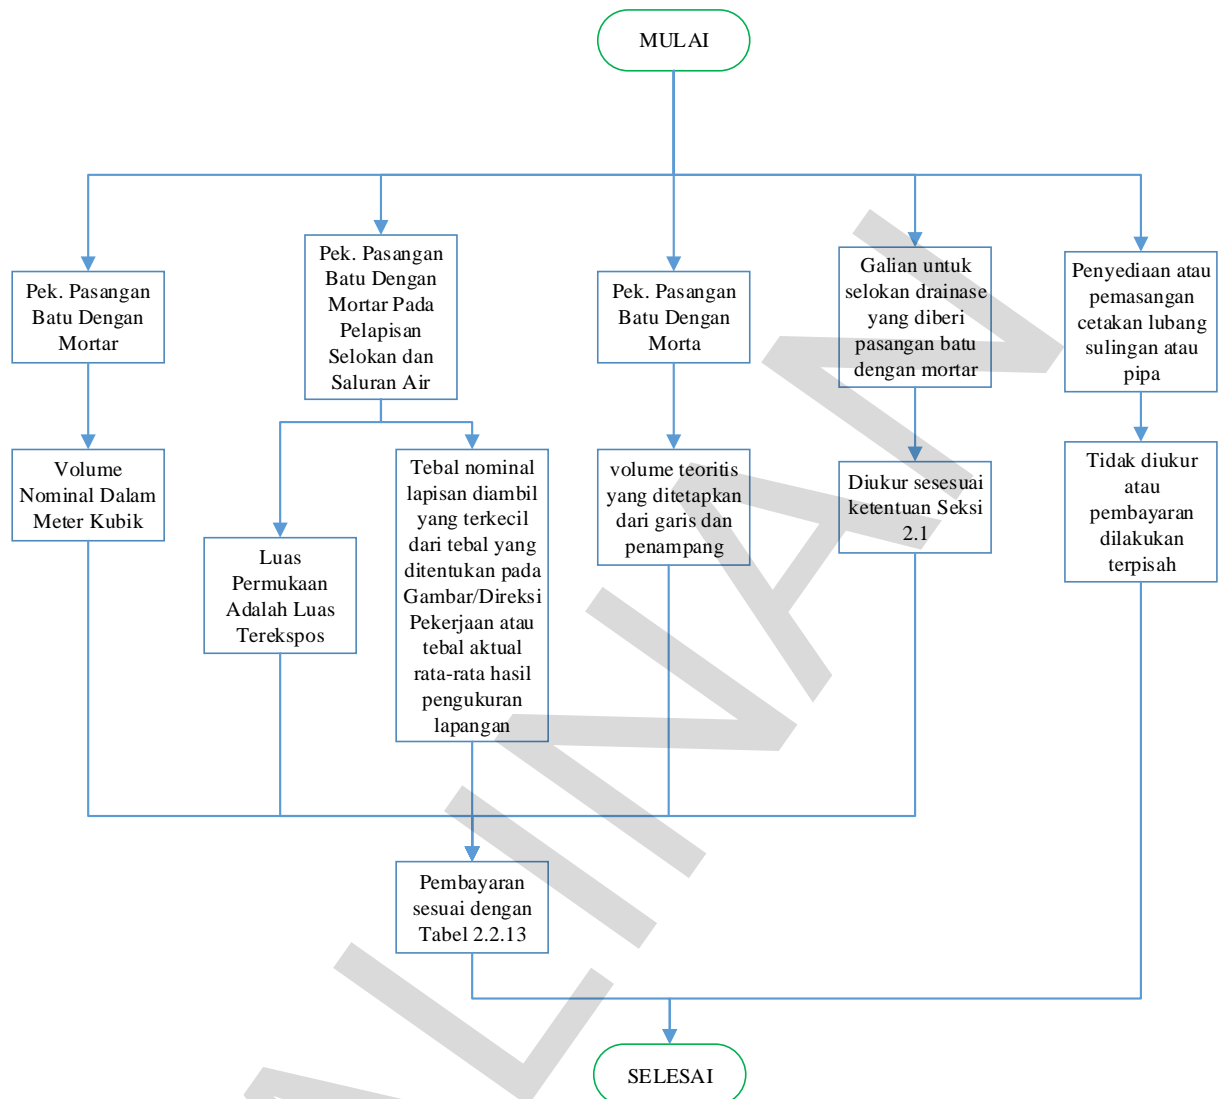 MULAI
Pek. Pasangan
Batu Dengan
Mortar
Pek. Pasangan
Batu Dengan
Mortar Pada
Pelapisan
Selokan dan
Saluran Air
Pek. Pasangan
Batu Dengan
Morta
Galian untuk
selokan drainase
yang diberi
pasangan batu
dengan mortar
Penyediaan atau
pemasangan
cetakan lubang
sulingan atau
pipa
Volume
Nominal Dalam
Meter Kubik
Luas
Permukaan
Adalah Luas
Terekspos
Tebal nominal
lapisan diambil
yang terkecil
dari tebal yang
ditentukan pada
Gambar/Direksi
Pekerjaan atau
tebal aktual
rata-rata hasil
pengukuran
lapangan
volume teoritis
yang ditetapkan
dari garis dan
penampang
Diukur sesesuai
ketentuan Seksi
2.1
Tidak diukur
atau
pembayaran
dilakukan
terpisah
Pembayaran
sesuai dengan
Tabel 2.2.13
SELESAI
ALINAN